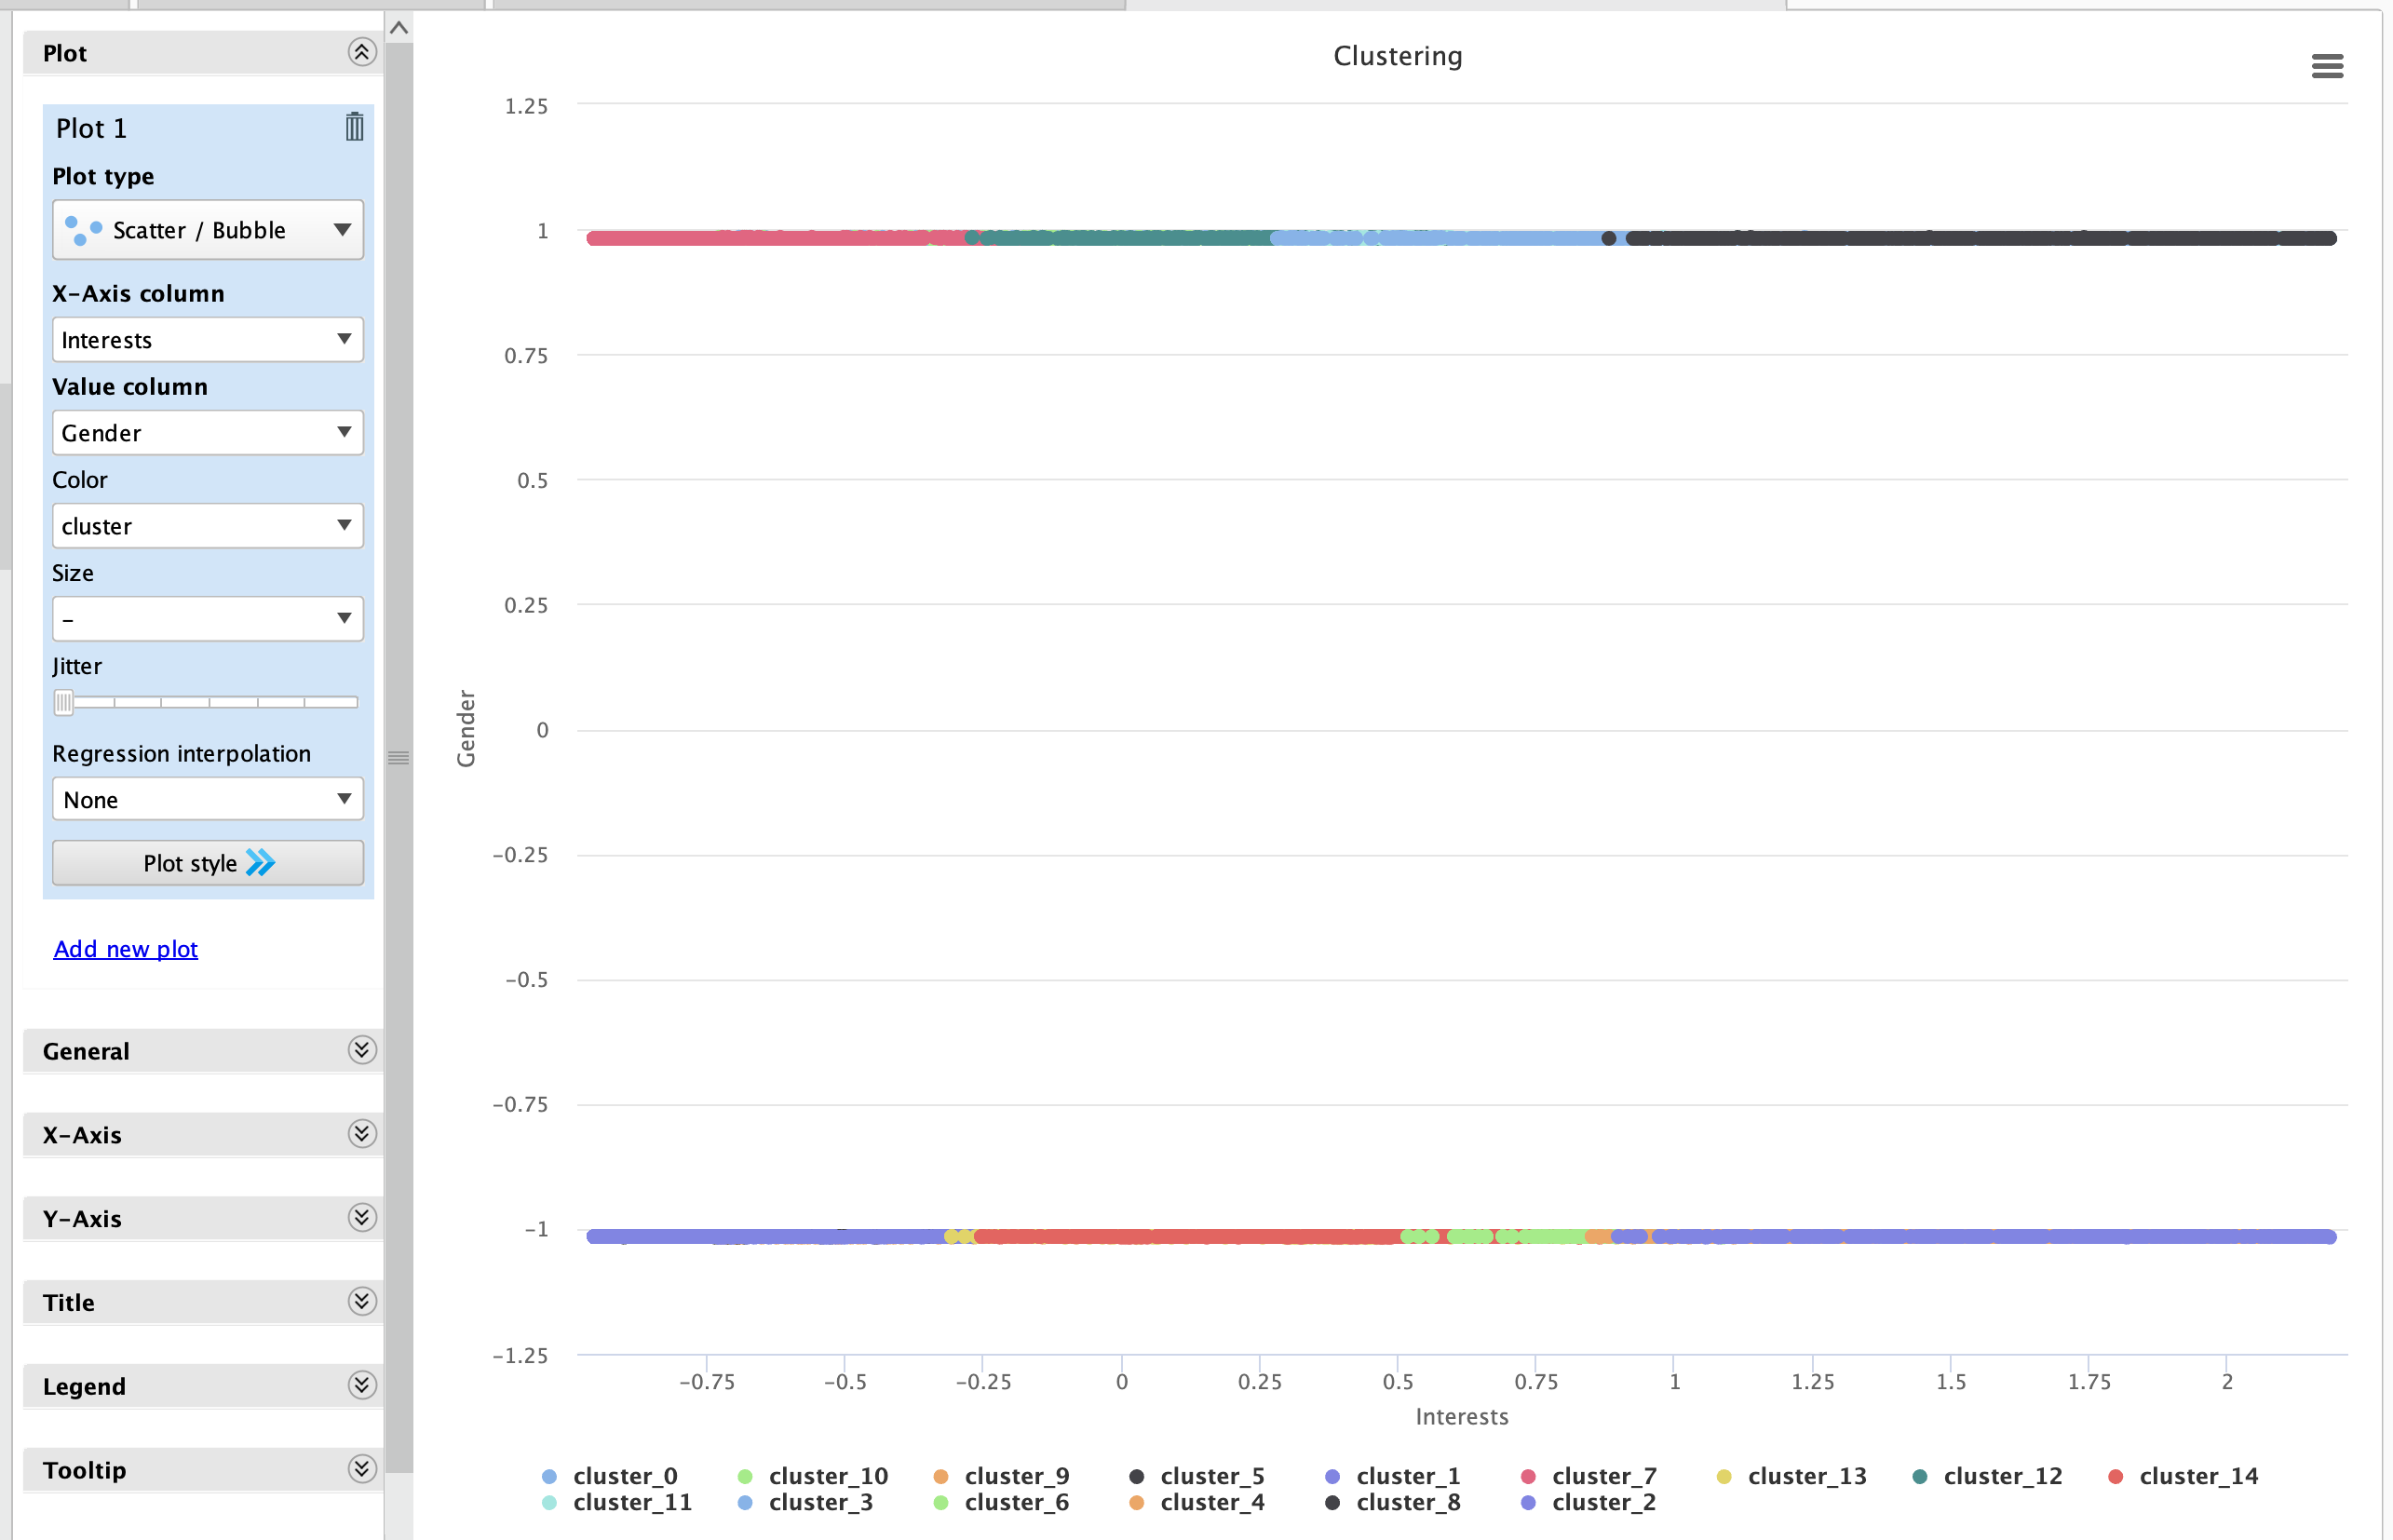 Plot
Plot 1
Plot type
Scatter / Bubble
X-Axis column
Interests
Value column
Gender
Color
cluster
Size
-
Jitter
Regression interpolation
None
Plot style
Add new plot
General
X-Axis
Y-Axis
Title
Legend
Tooltip
Clustering
1.25
1
0.75
0.5
0.25
0
-0.25
-0.5
-0.75
-1
-1.25
Gender
-0.75 -0.5 -0.25 0 0.25 0.5 0.75 1 1.25 1.5 1.75 2
Interests
cluster_0 cluster_10 cluster_9 cluster_5 cluster_1 cluster_7 cluster_13 cluster_12 cluster_14
cluster_11 cluster_3 cluster_6 cluster_4 cluster_8 cluster_2